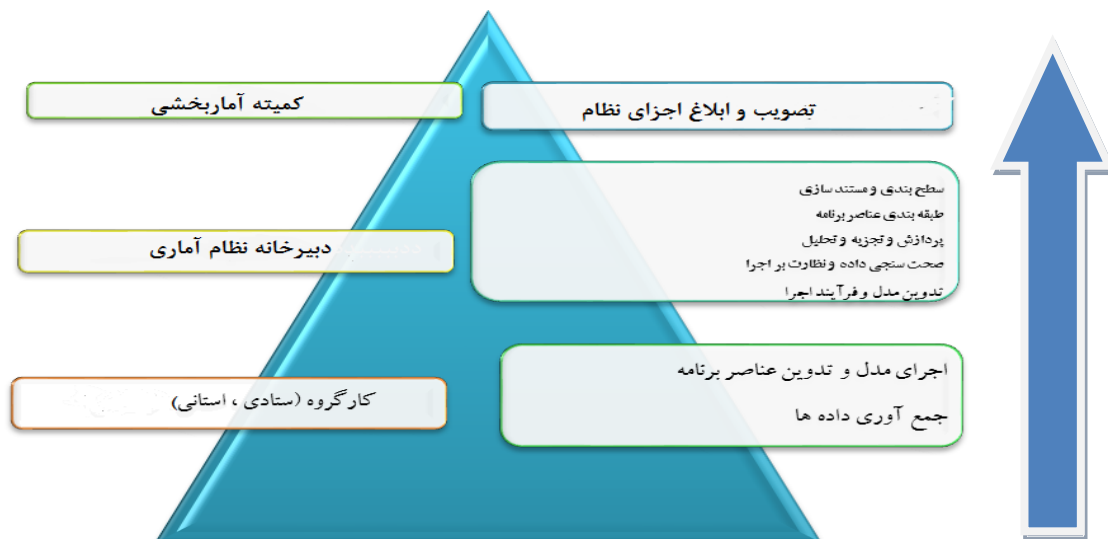 تصویب و ابلاغ اجزای نظام
کمیته آماربخشی
سطح بندی و مستند سازی
طبقه بندی عناصر برنامه
پردازش و تجزیه و تحلیل
صحت سنجی داده و نظارت بر اجرا
تدوین مدل و فرآیند اجرا
دبیرخانه نظام آماری
اجرای مدل و تدوین عناصر برنامه
جمع آوری داده ها
کارگروه (ستادی ، استانی)